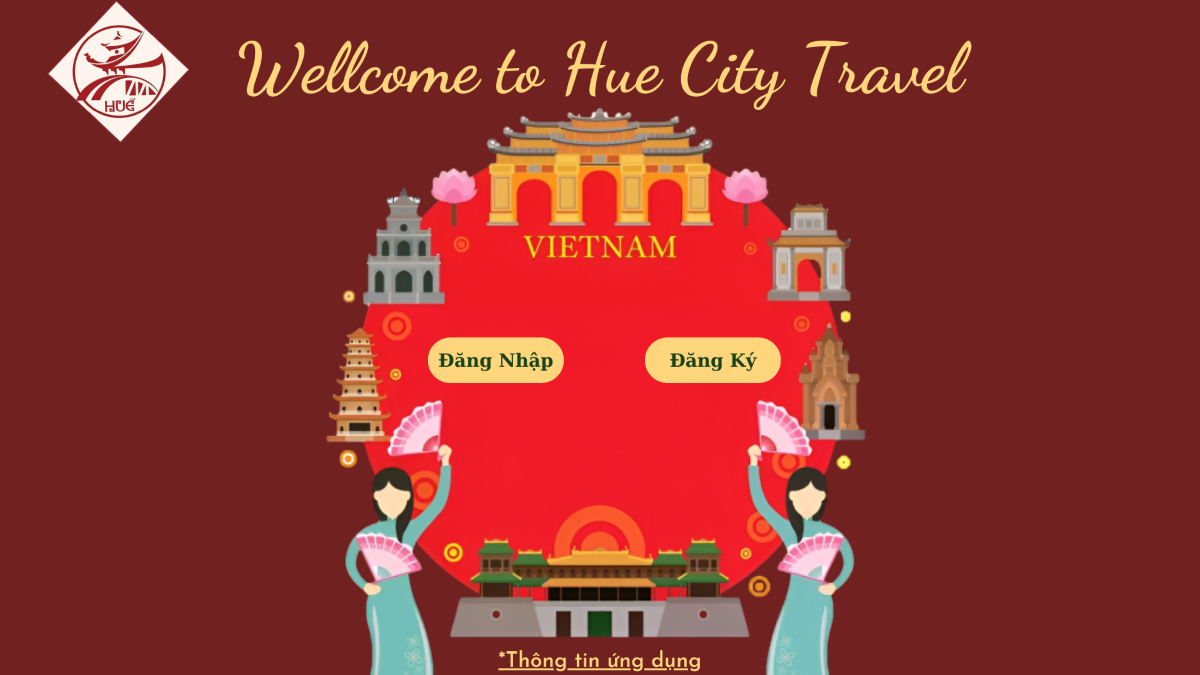 HUẾ
Wellcome to Hue City Travel
VIETNAM
Đăng Nhập
Đăng Ký
*Thông tin ứng dụng